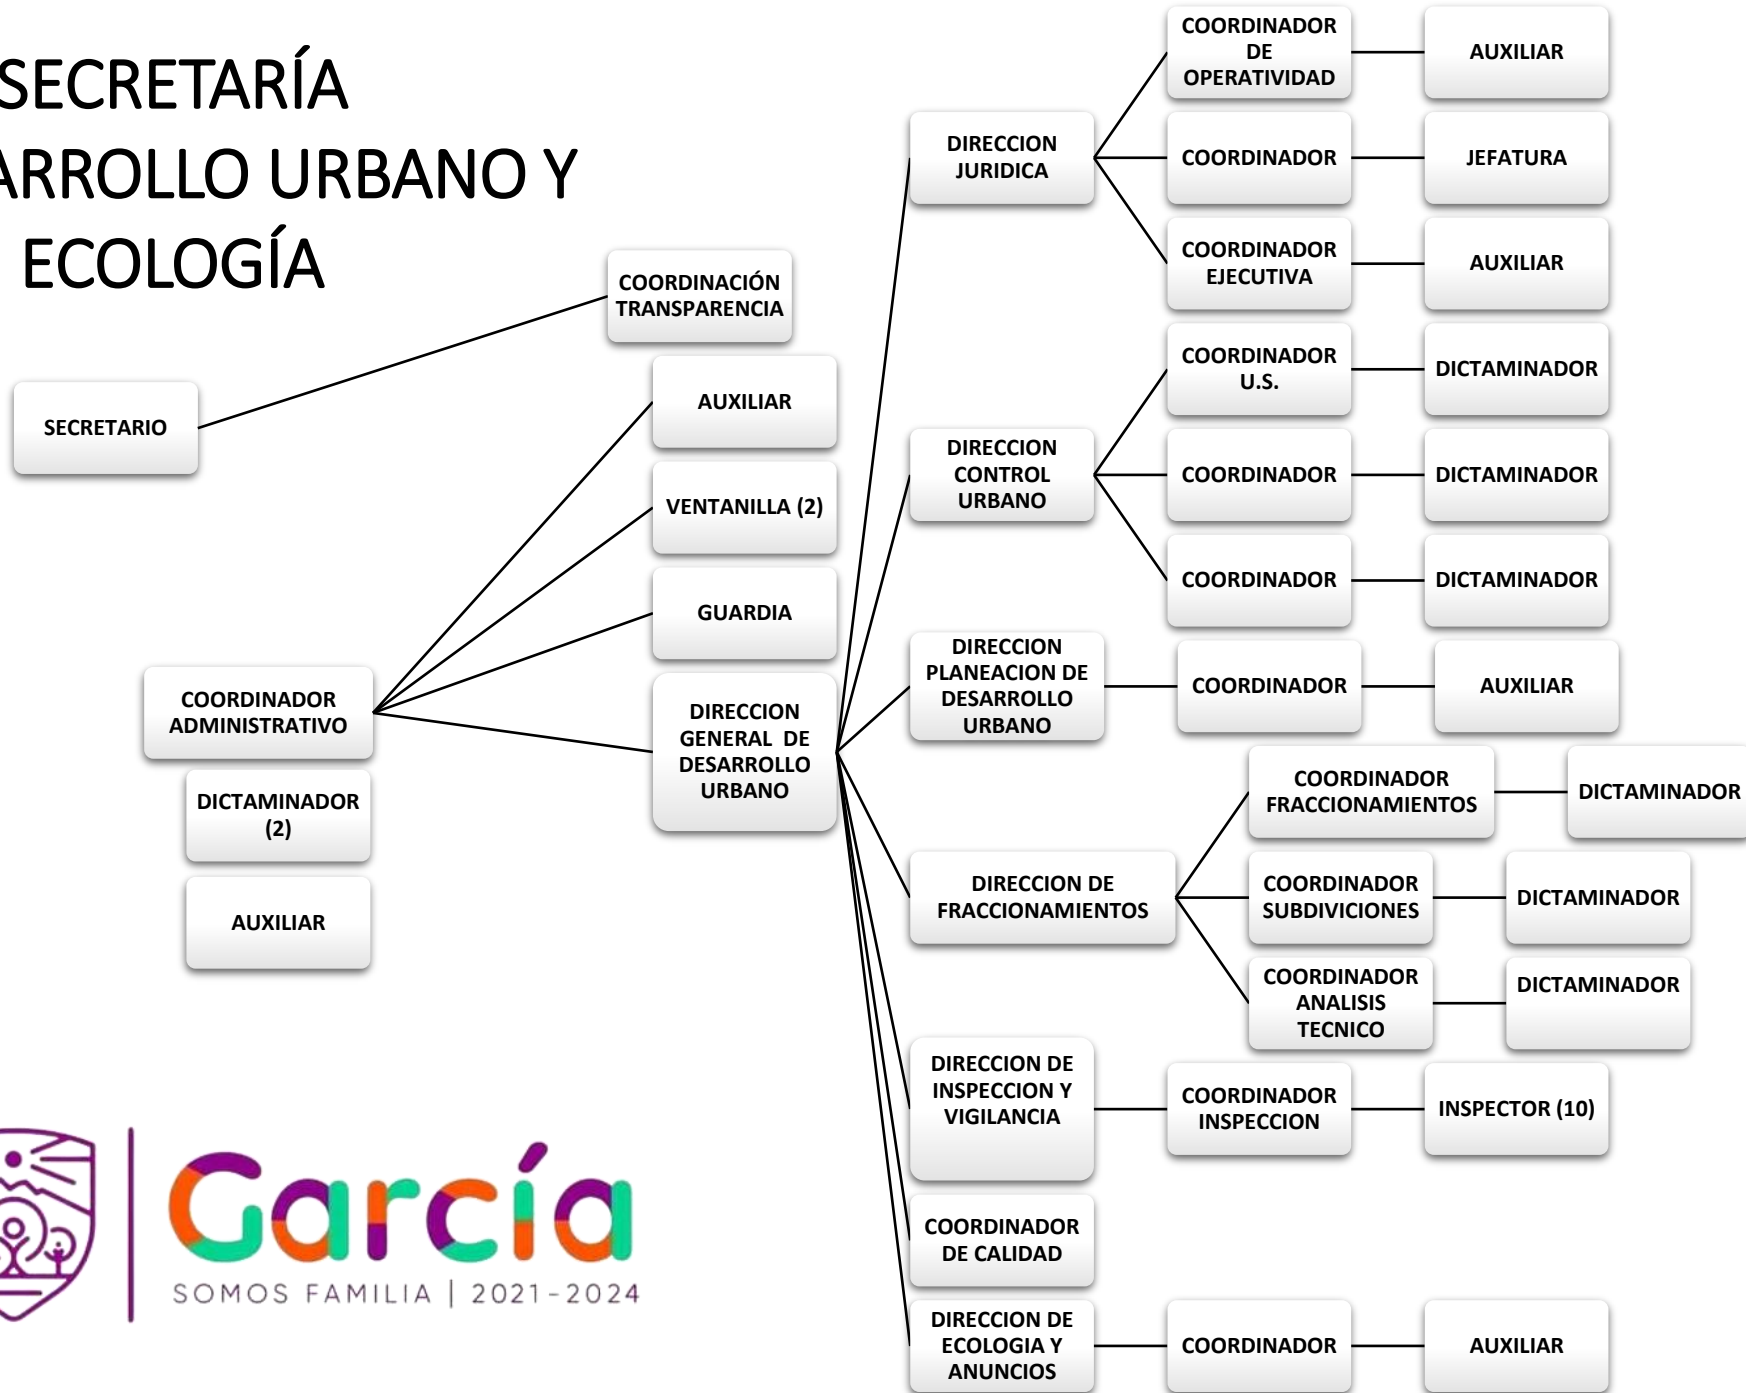 SECRETARÍA
ARROLLO URBANO Y
ECOLOGÍA
SECRETARIO
COORDINACIÓN
TRANSPARENCIA
COORDINADOR
ADMINISTRATIVO
DICTAMINADOR
(2)
AUXILIAR
AUXILIAR
VENTANILLA (2)
GUARDIA
DIRECCION
GENERAL DE
DESARROLLO
URBANO
DIRECCION
JURIDICA
COORDINADOR
DE
OPERATIVIDAD
AUXILIAR
COORDINADOR
JEFATURA
COORDINADOR
EJECUTIVA
AUXILIAR
DIRECCION
CONTROL
URBANO
COORDINADOR
U.S.
DICTAMINADOR
COORDINADOR
DICTAMINADOR
COORDINADOR
DICTAMINADOR
DIRECCION
PLANEACION DE
DESARROLLO
URBANO
COORDINADOR
AUXILIAR
DIRECCION DE
FRACCIONAMIENTOS
COORDINADOR
FRACCIONAMIENTOS
DICTAMINADOR
COORDINADOR
SUBDIVICIONES
DICTAMINADOR
COORDINADOR
ANALISIS
TECNICO
DICTAMINADOR
DIRECCION DE
INSPECCION Y
VIGILANCIA
COORDINADOR
INSPECCION
INSPECTOR (10)
COORDINADOR
DE CALIDAD
DIRECCION DE
ECOLOGIA Y
ANUNCIOS
COORDINADOR
AUXILIAR
García
SOMOS FAMILIA | 2021-2024